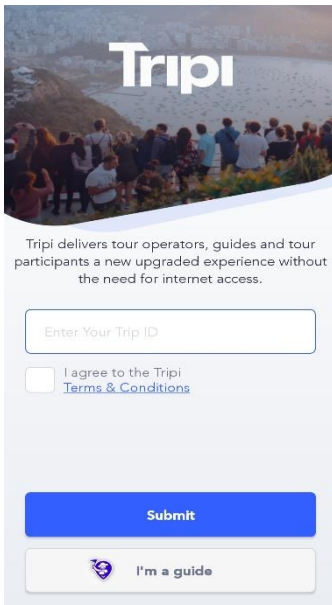 Tripi
Tripi delivers tour operators, guides and tour
participants a new upgraded experience without
the need for internet access.
Enter Your Trip ID
I agree to the Tripi
Terms & Conditions
Submit
I'm a guide